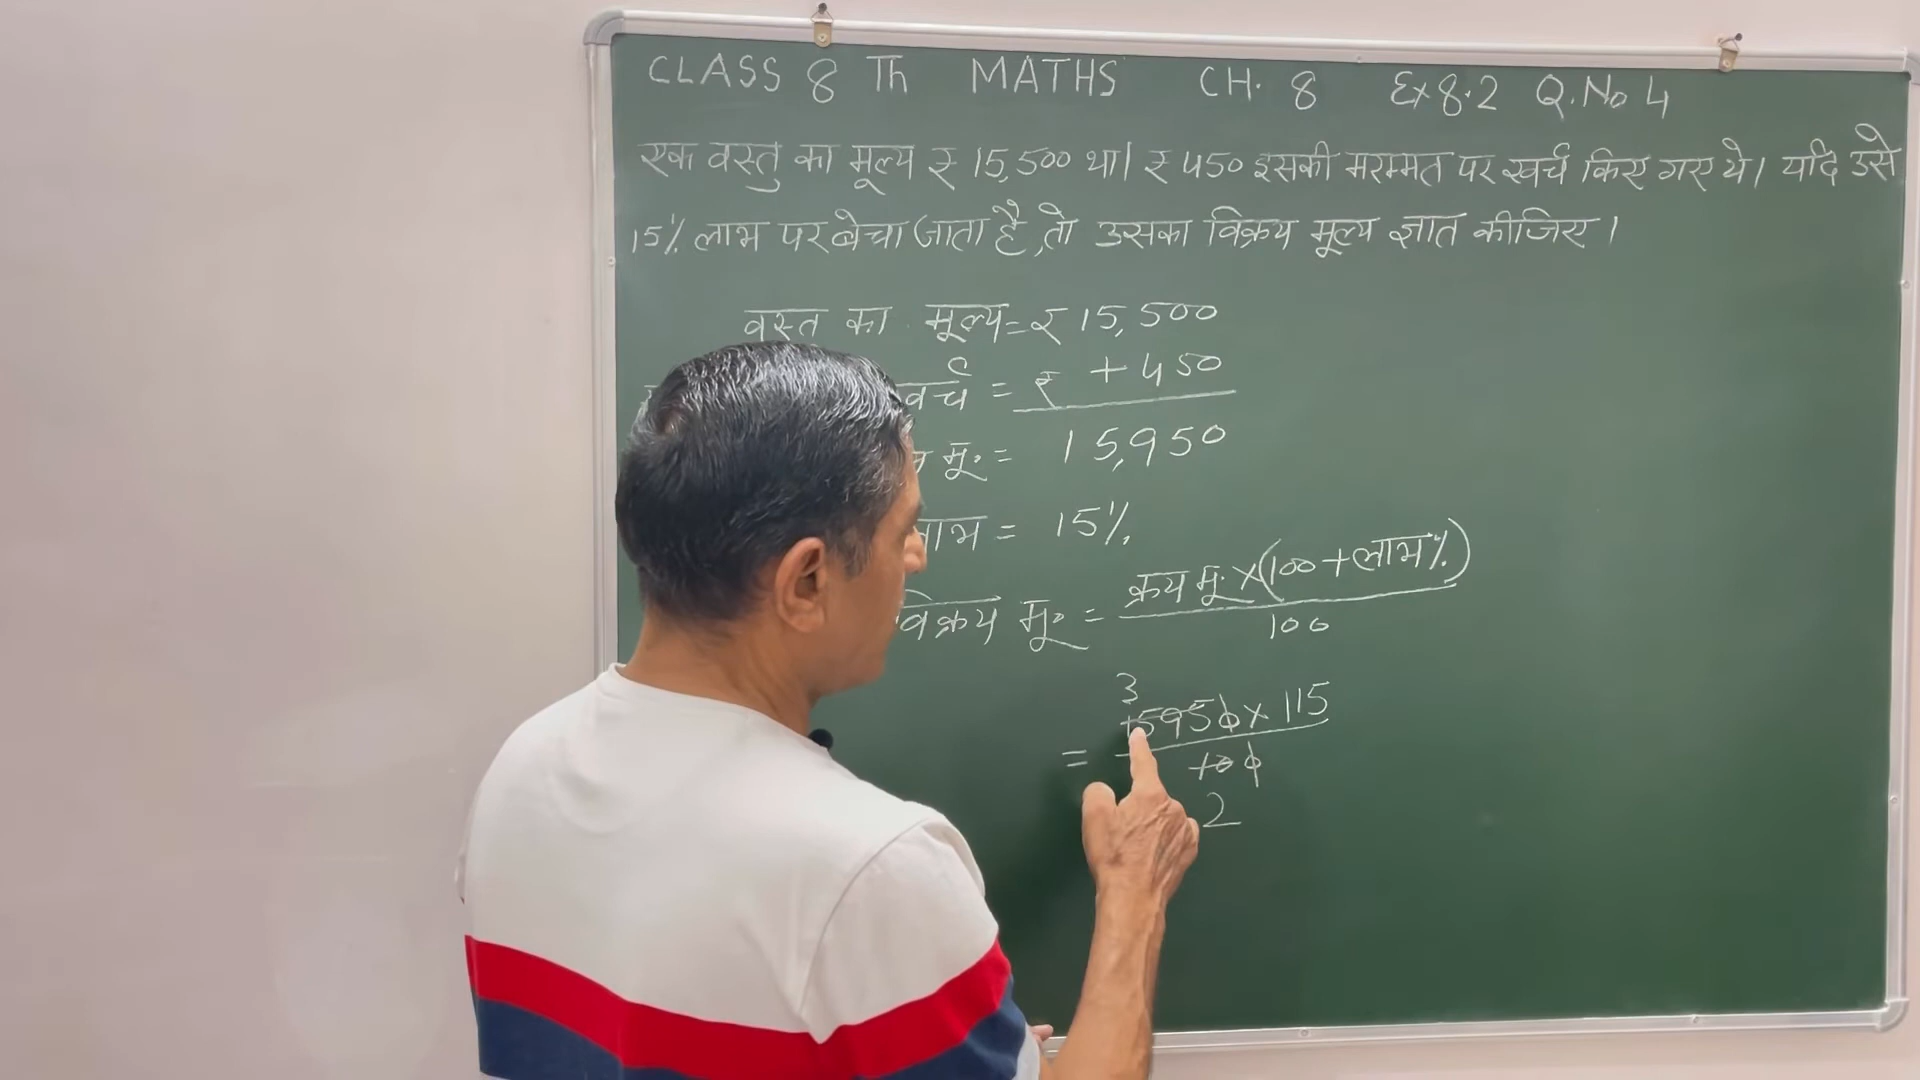 CLASS 8 Th MATHS CH. 8 Ex 8.2 Q.No 4
एक वस्तु का मूल्य ₹ 15,500 था। ₹ 450 इसकी मरम्मत पर खर्च किए गए थे। यदि उसे
15% लाभ पर बेचा जाता है, तो उसका विक्रय मूल्य ज्ञात कीजिए।
वस्त का मूल्य = ₹ 15,500
= ₹ + 450
मू॰ = 15,950
लाभ = 15%
विक्रय मू॰ = क्रय मू. × (100 + लाभ%)
100
3
= 15950 × 115
100
2